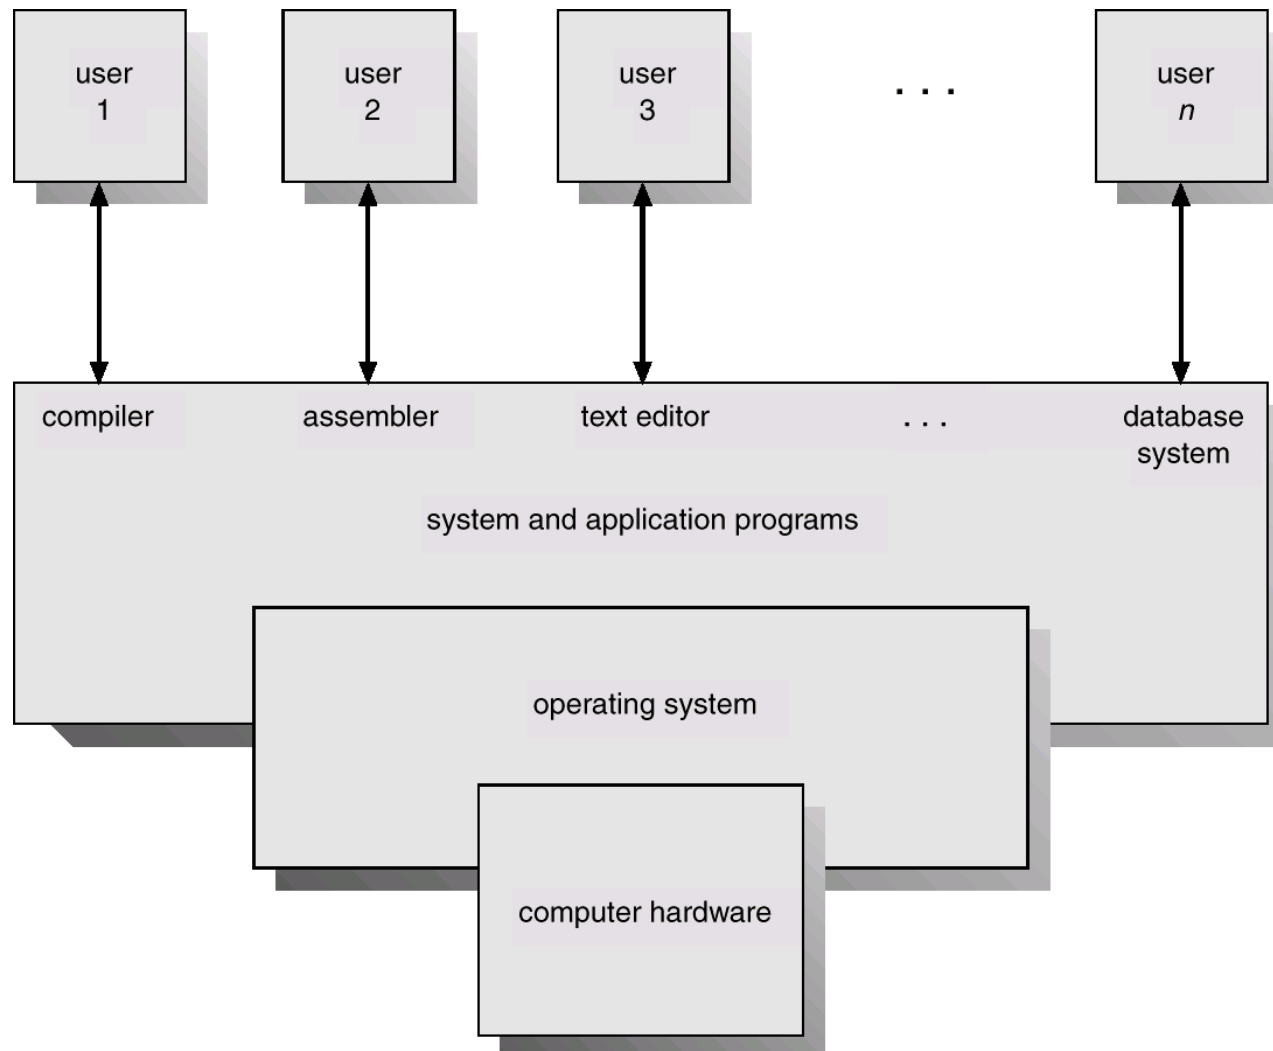 user
1
user
2
user
3
. . .
user
n
compiler
assembler
text editor
. . .
database
system
system and application programs
operating system
computer hardware